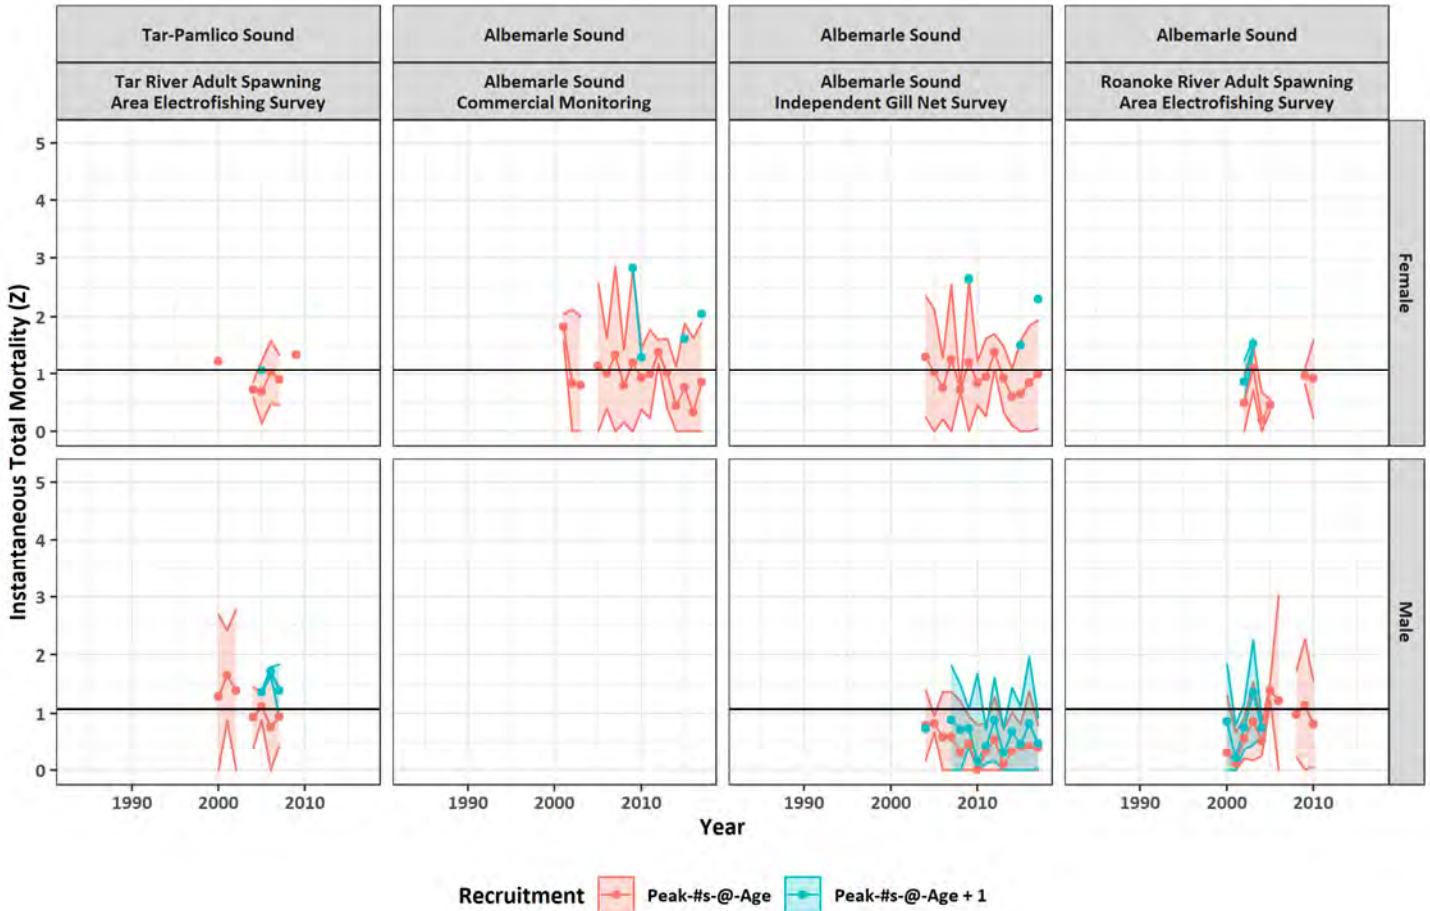 Tar-Pamlico Sound
Albemarle Sound
Albemarle Sound
Albemarle Sound
Tar River Adult Spawning
Area Electrofishing Survey
Albemarle Sound
Commercial Monitoring
Albemarle Sound
Independent Gill Net Survey
Roanoke River Adult Spawning
Area Electrofishing Survey
Instantaneous Total Mortality (Z)
5
4
3
2
1
0
Female
5
4
3
2
1
0
Male
1990
2000
2010
1990
2000
2010
1990
2000
2010
1990
2000
2010
Year
Recruitment
Peak-#s-@-Age
Peak-#s-@-Age + 1